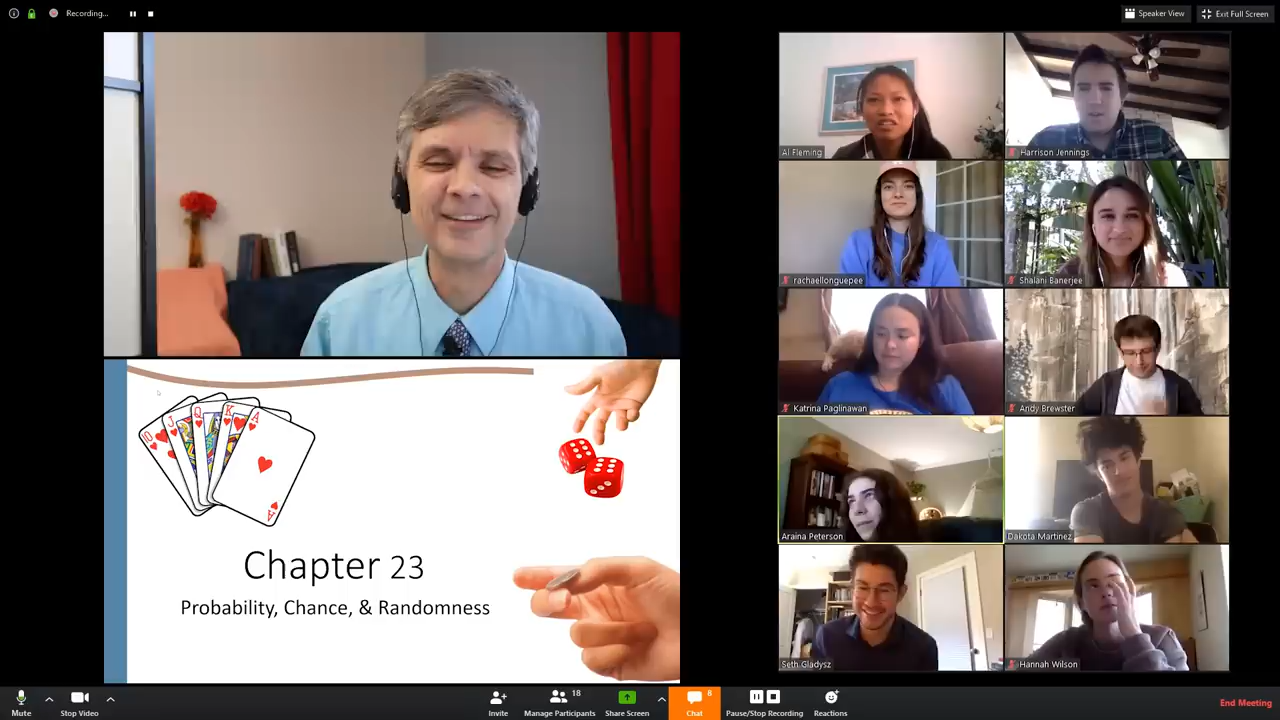 Recording...
Speaker View
Exit Full Screen
Al Fleming
Harrison Jennings
rachaellonguepee
Shalani Banerjee
Katrina Paglinawan
Andy Brewster
Araina Peterson
Dakota Martinez
Seth Gladysz
Hannah Wilson
10 J Q K A
A
Chapter 23
Probability, Chance, & Randomness
Mute
Stop Video
Invite
18
Manage Participants
Share Screen
8
Chat
Pause/Stop Recording
Reactions
End Meeting